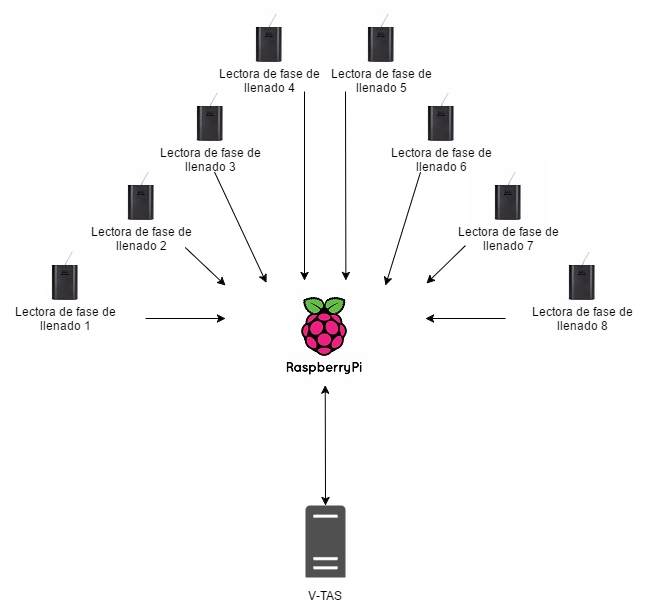 Lectora de fase de
llenado 4
Lectora de fase de
llenado 5
Lectora de fase de
llenado 3
Lectora de fase de
llenado 6
Lectora de fase de
llenado 2
Lectora de fase de
llenado 7
Lectora de fase de
llenado 1
Lectora de fase de
llenado 8
RaspberryPi
V-TAS